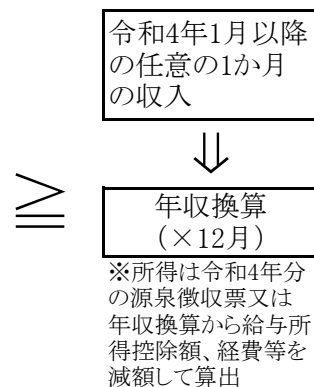 令和4年1月以降
の任意の1か月
の収入
⇓
≧
年収換算
（×12月）
※所得は令和4年分
の源泉徴収票又は
年収換算から給与所
得控除額、経費等を
減額して算出